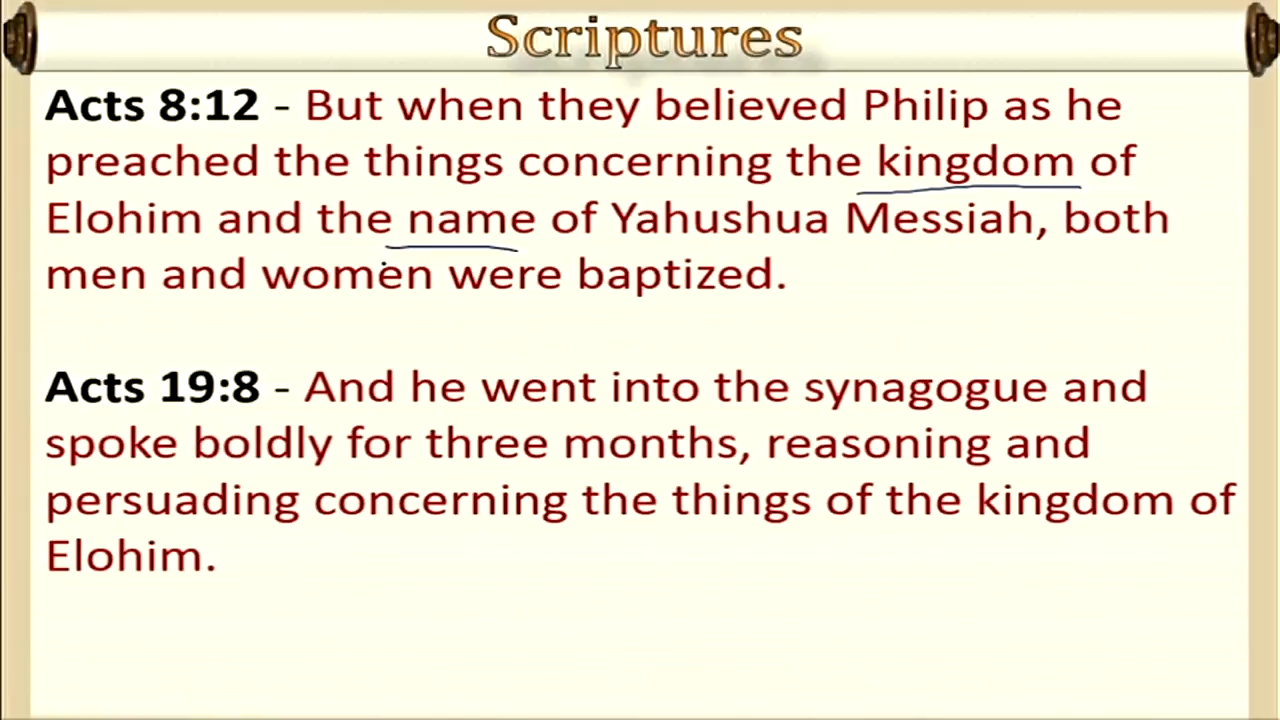 Scriptures
Acts 8:12 - But when they believed Philip as he
preached the things concerning the kingdom of
Elohim and the name of Yahushua Messiah, both
men and women were baptized.
Acts 19:8 - And he went into the synagogue and
spoke boldly for three months, reasoning and
persuading concerning the things of the kingdom of
Elohim.